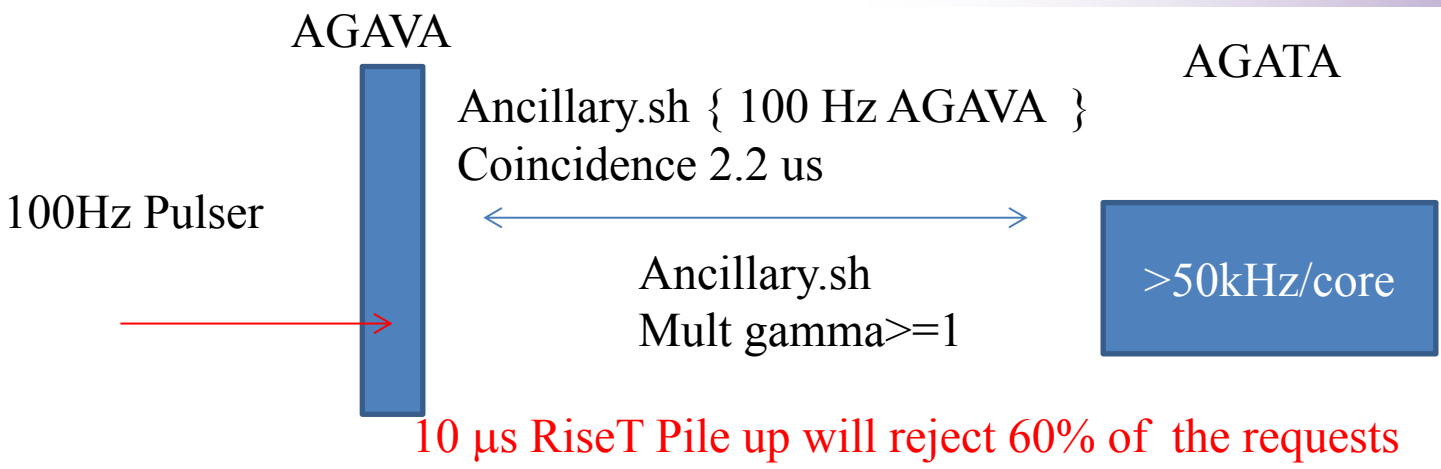 AGAVA
AGATA
Ancillary.sh { 100 Hz AGAVA }
Coincidence 2.2 us
100Hz Pulser
Ancillary.sh
Mult gamma>=1
>50kHz/core
10 μs RiseT Pile up will reject 60% of the requests